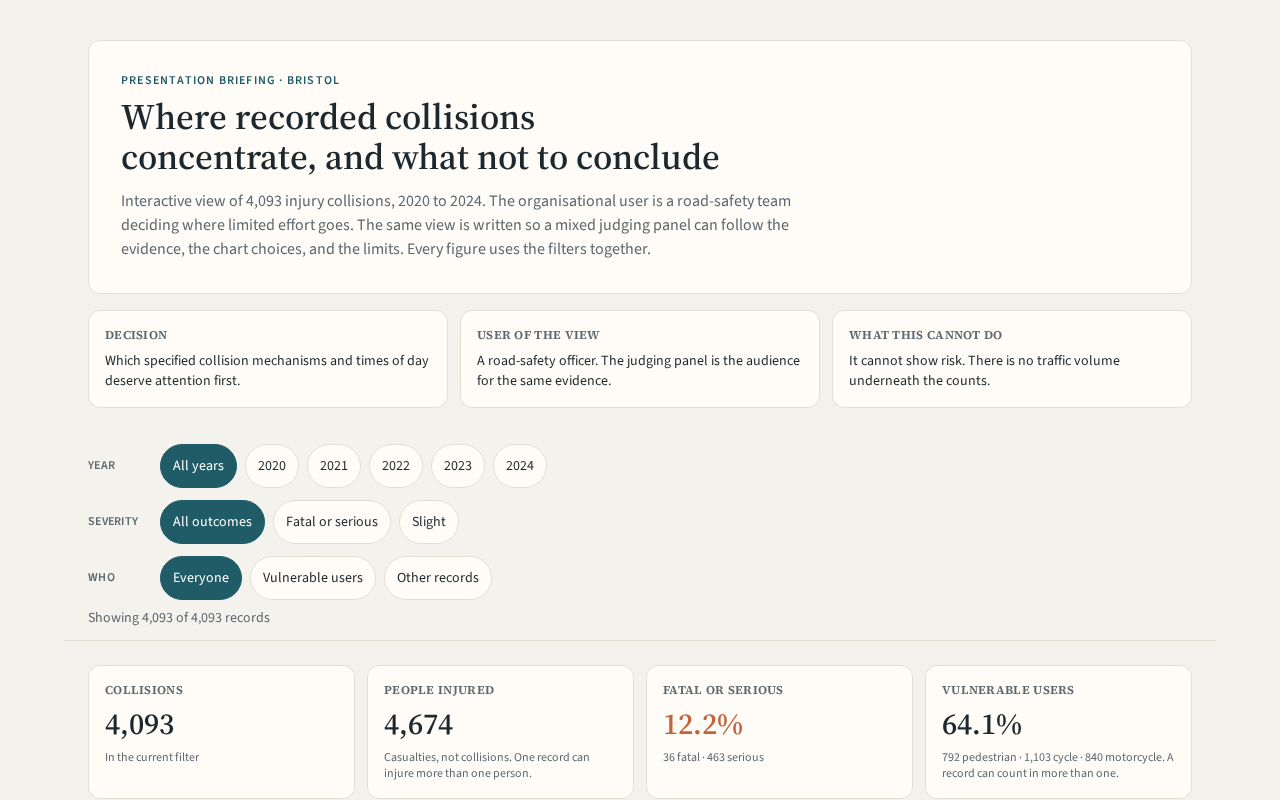 PRESENTATION BRIEFING · BRISTOL
Where recorded collisions
concentrate, and what not to conclude
Interactive view of 4,093 injury collisions, 2020 to 2024. The organisational user is a road-safety team
deciding where limited effort goes. The same view is written so a mixed judging panel can follow the
evidence, the chart choices, and the limits. Every figure uses the filters together.
DECISION
Which specified collision mechanisms and times of day
deserve attention first.
USER OF THE VIEW
A road-safety officer. The judging panel is the audience
for the same evidence.
WHAT THIS CANNOT DO
It cannot show risk. There is no traffic volume
underneath the counts.
YEAR All years 2020 2021 2022 2023 2024
SEVERITY All outcomes Fatal or serious Slight
WHO Everyone Vulnerable users Other records
Showing 4,093 of 4,093 records
COLLISIONS
4,093
In the current filter
PEOPLE INJURED
4,674
Casualties, not collisions. One record can
injure more than one person.
FATAL OR SERIOUS
12.2%
36 fatal · 463 serious
VULNERABLE USERS
64.1%
792 pedestrian · 1,103 cycle · 840 motorcycle. A
record can count in more than one.